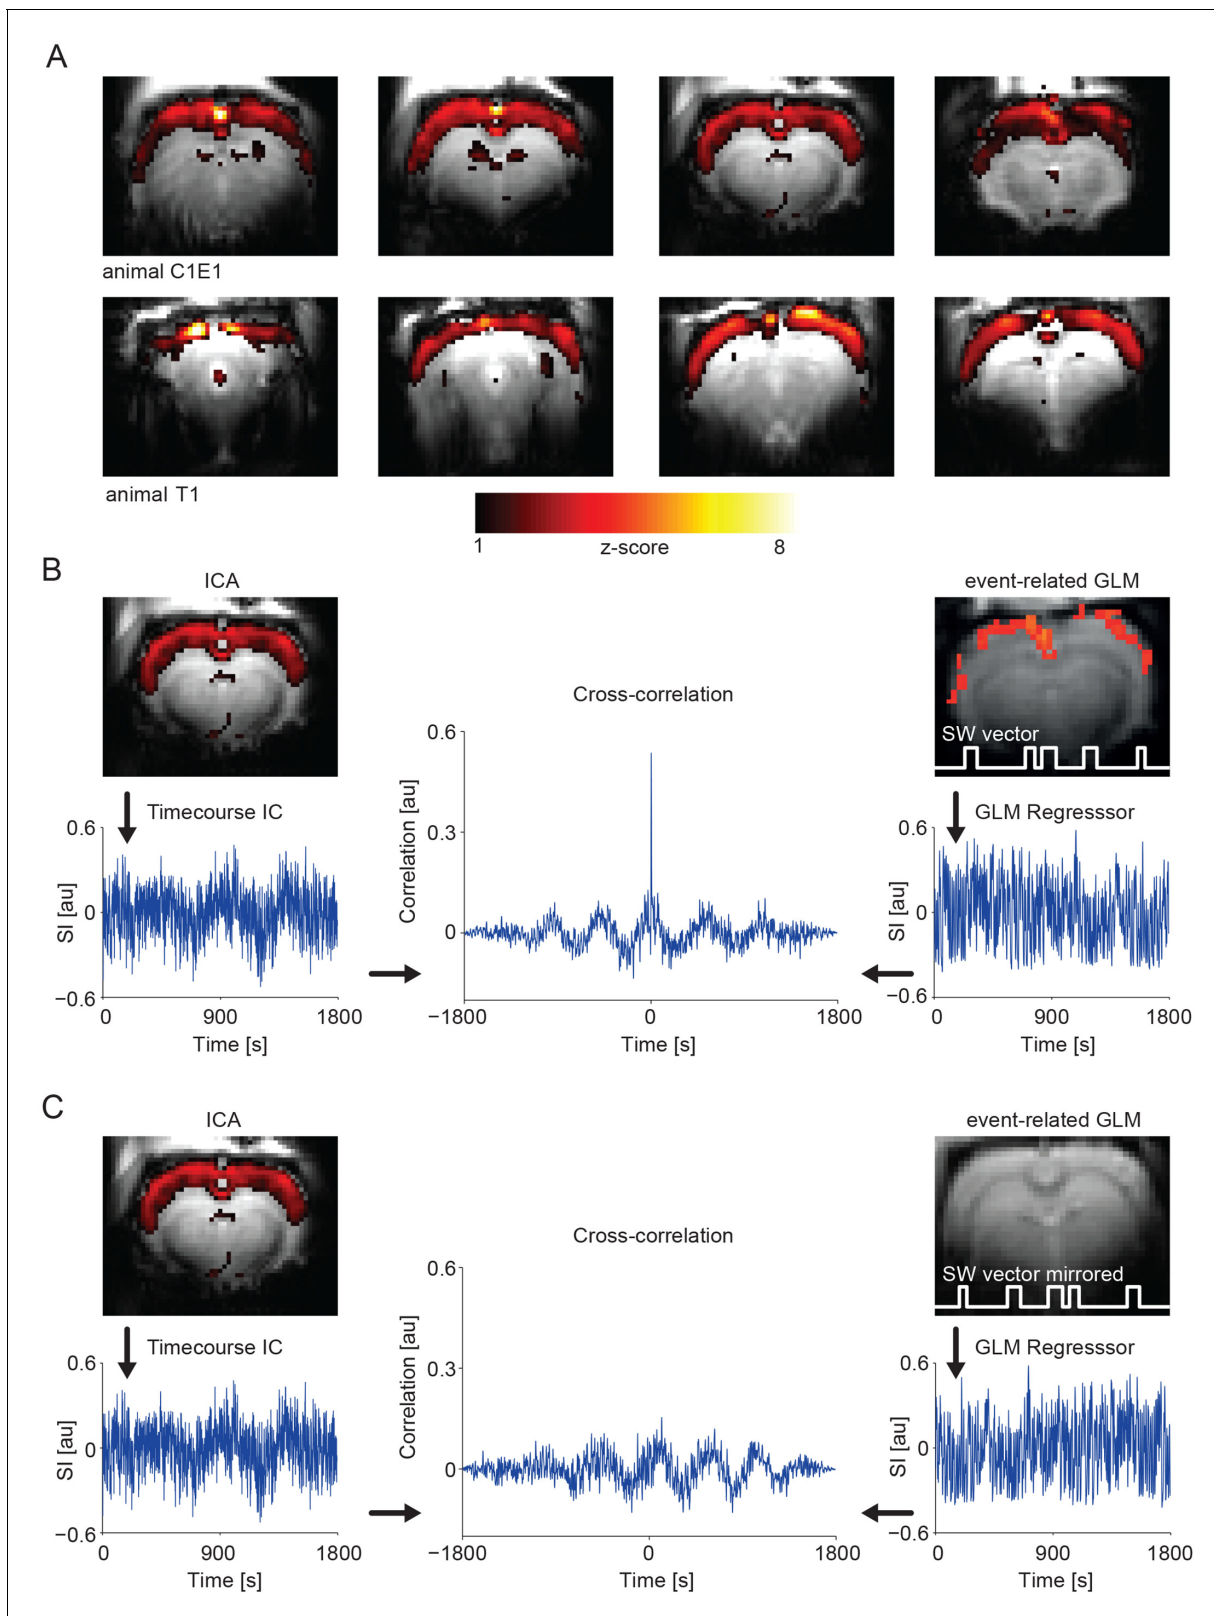 A
animal C1E1
animal T1
1 z-score 8
B
ICA
event-related GLM
SW vector
Cross-correlation
Timecourse IC
GLM Regresssor
0.6
0
−0.6
SI [au]
0 900 1800
Time [s]
0.6
0.3
0
Correlation [au]
−1800 0 1800
Time [s]
0.6
0
−0.6
SI [au]
0 900 1800
Time [s]
C
ICA
event-related GLM
SW vector mirrored
Cross-correlation
Timecourse IC
GLM Regresssor
0.6
0
−0.6
SI [au]
0 900 1800
Time [s]
0.6
0.3
0
Correlation [au]
−1800 0 1800
Time [s]
0.6
0
−0.6
SI [au]
0 900 1800
Time [s]